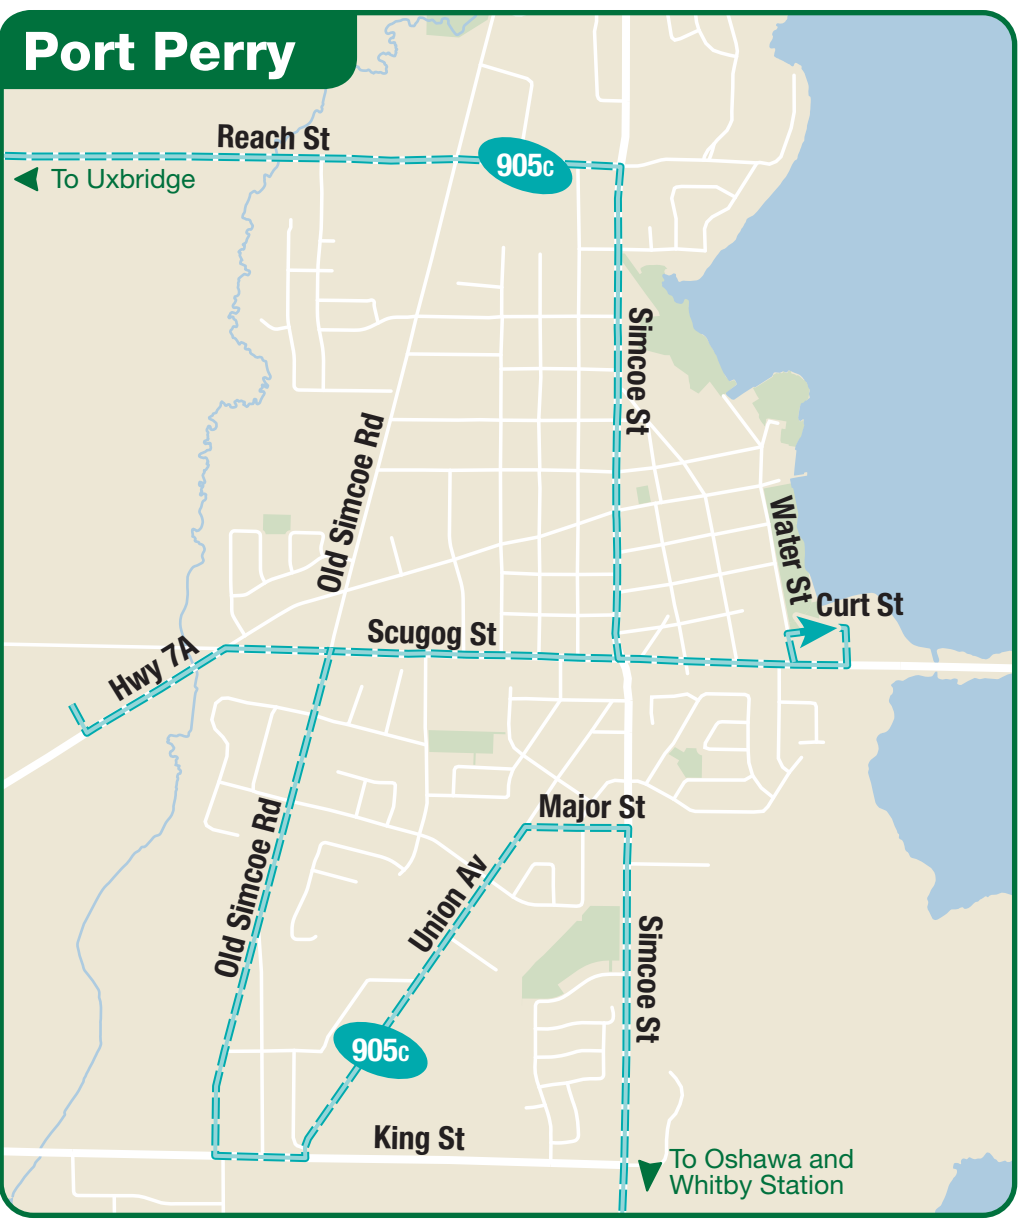 Port Perry
Reach St
905C
To Uxbridge
Simcoe St
Old Simcoe Rd
Water St
Curt St
Scugog St
Hwy 7A
Major St
Old Simcoe Rd
Union Av
Simcoe St
905C
King St
To Oshawa and
Whitby Station